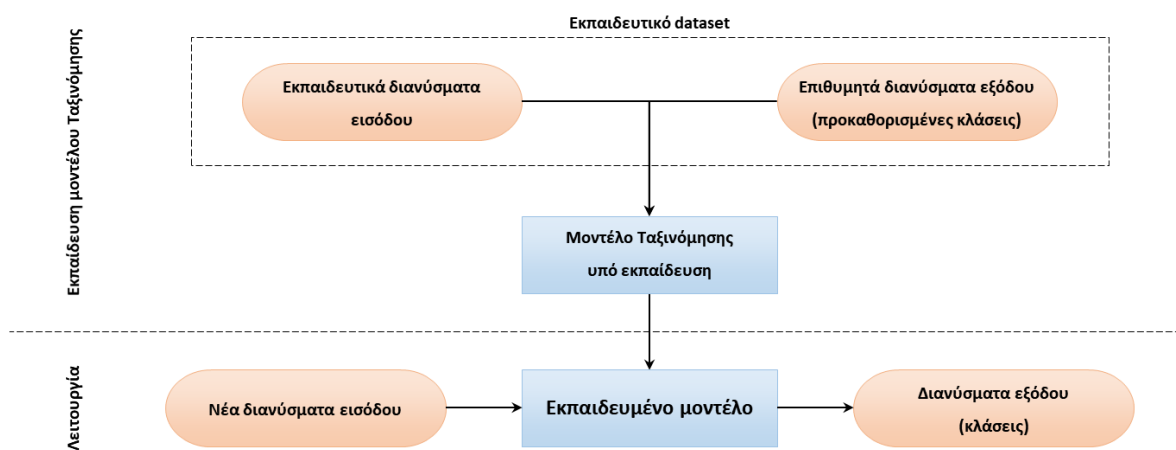 Εκπαιδευτικό dataset
Εκπαίδευση μοντέλου Ταξινόμησης
Εκπαιδευτικά διανύσματα
εισόδου
Επιθυμητά διανύσματα εξόδου
(προκαθορισμένες κλάσεις)
Μοντέλο Ταξινόμησης
υπό εκπαίδευση
Λειτουργία
Νέα διανύσματα εισόδου
Εκπαιδευμένο μοντέλο
Διανύσματα εξόδου
(κλάσεις)